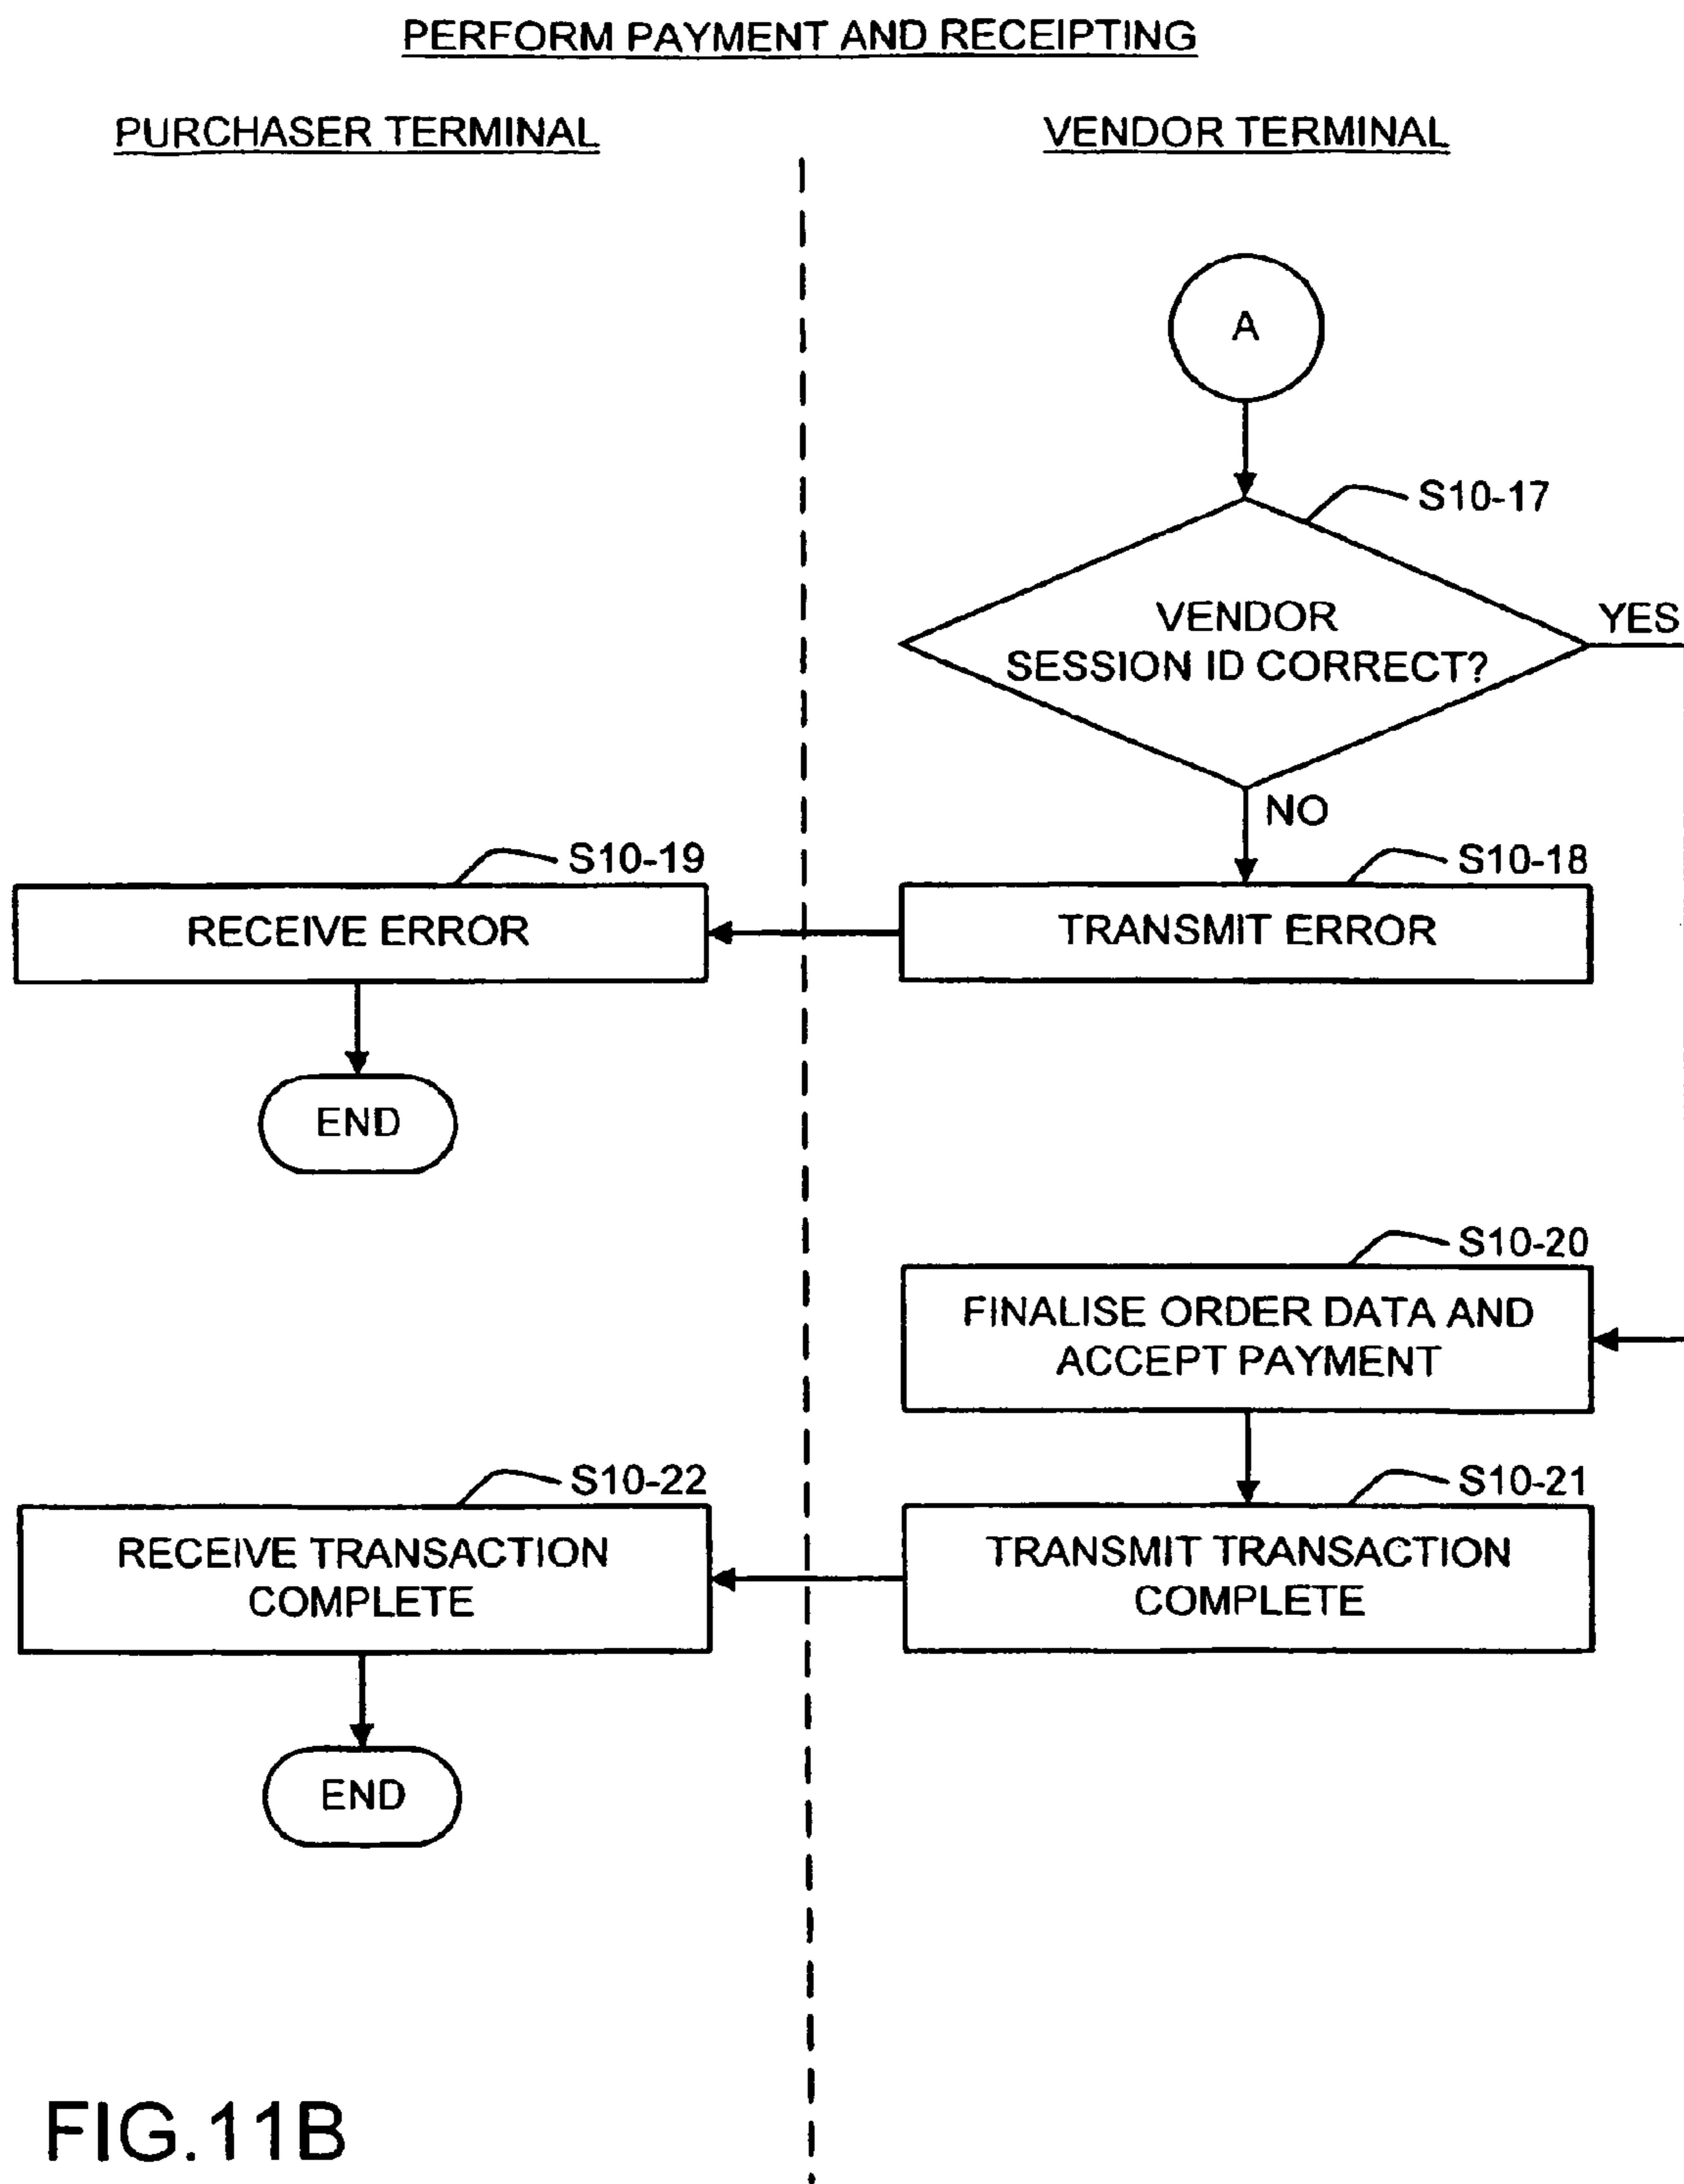 PERFORM PAYMENT AND RECEIPTING
PURCHASER TERMINAL
VENDOR TERMINAL
A
S10-17
VENDOR
SESSION ID CORRECT?
YES
NO
S10-19
S10-18
RECEIVE ERROR
TRANSMIT ERROR
END
S10-20
FINALISE ORDER DATA AND
ACCEPT PAYMENT
S10-22
S10-21
RECEIVE TRANSACTION
COMPLETE
TRANSMIT TRANSACTION
COMPLETE
END
FIG.11B